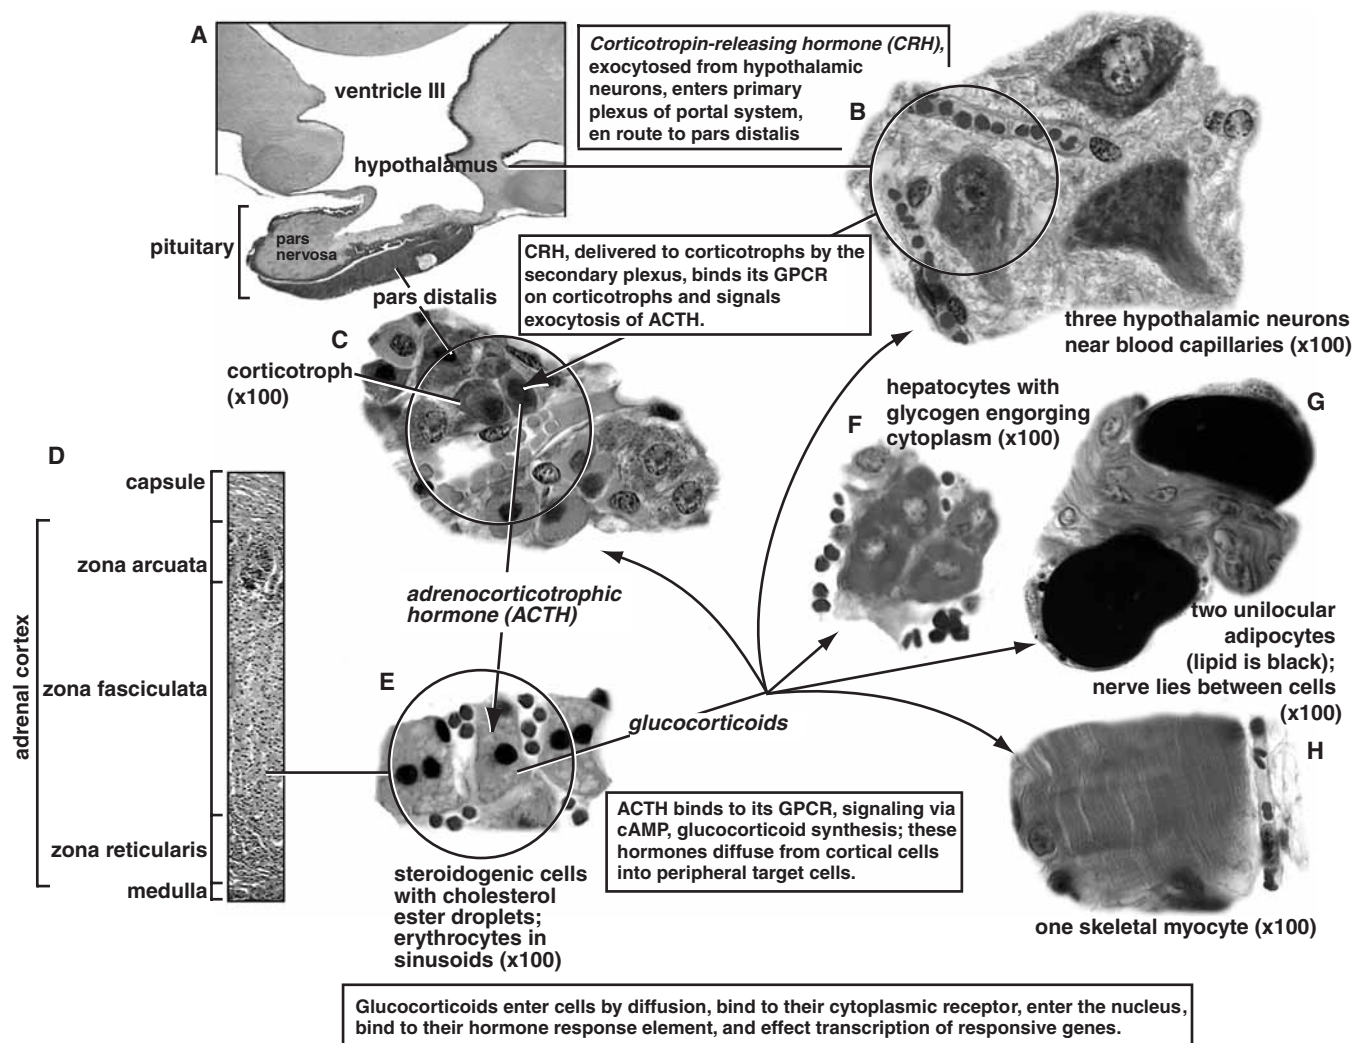 A
ventricle III
hypothalamus
pituitary
pars
nervosa
pars distalis
Corticotropin-releasing hormone (CRH),
exocytosed from hypothalamic
neurons, enters primary
plexus of portal system,
en route to pars distalis
B
three hypothalamic neurons
near blood capillaries (x100)
CRH, delivered to corticotrophs by the
secondary plexus, binds its GPCR
on corticotrophs and signals
exocytosis of ACTH.
C
corticotroph
(x100)
D
capsule
zona arcuata
adrenal cortex
zona fasciculata
zona reticularis
medulla
adrenocorticotrophic
hormone (ACTH)
E
glucocorticoids
steroidogenic cells
with cholesterol
ester droplets;
erythrocytes in
sinusoids (x100)
hepatocytes with
glycogen engorging
cytoplasm (x100)
F
G
two unilocular
adipocytes
(lipid is black);
nerve lies between cells
(x100)
H
one skeletal myocyte (x100)
ACTH binds to its GPCR, signaling via
cAMP, glucocorticoid synthesis; these
hormones diffuse from cortical cells
into peripheral target cells.
Glucocorticoids enter cells by diffusion, bind to their cytoplasmic receptor, enter the nucleus,
bind to their hormone response element, and effect transcription of responsive genes.